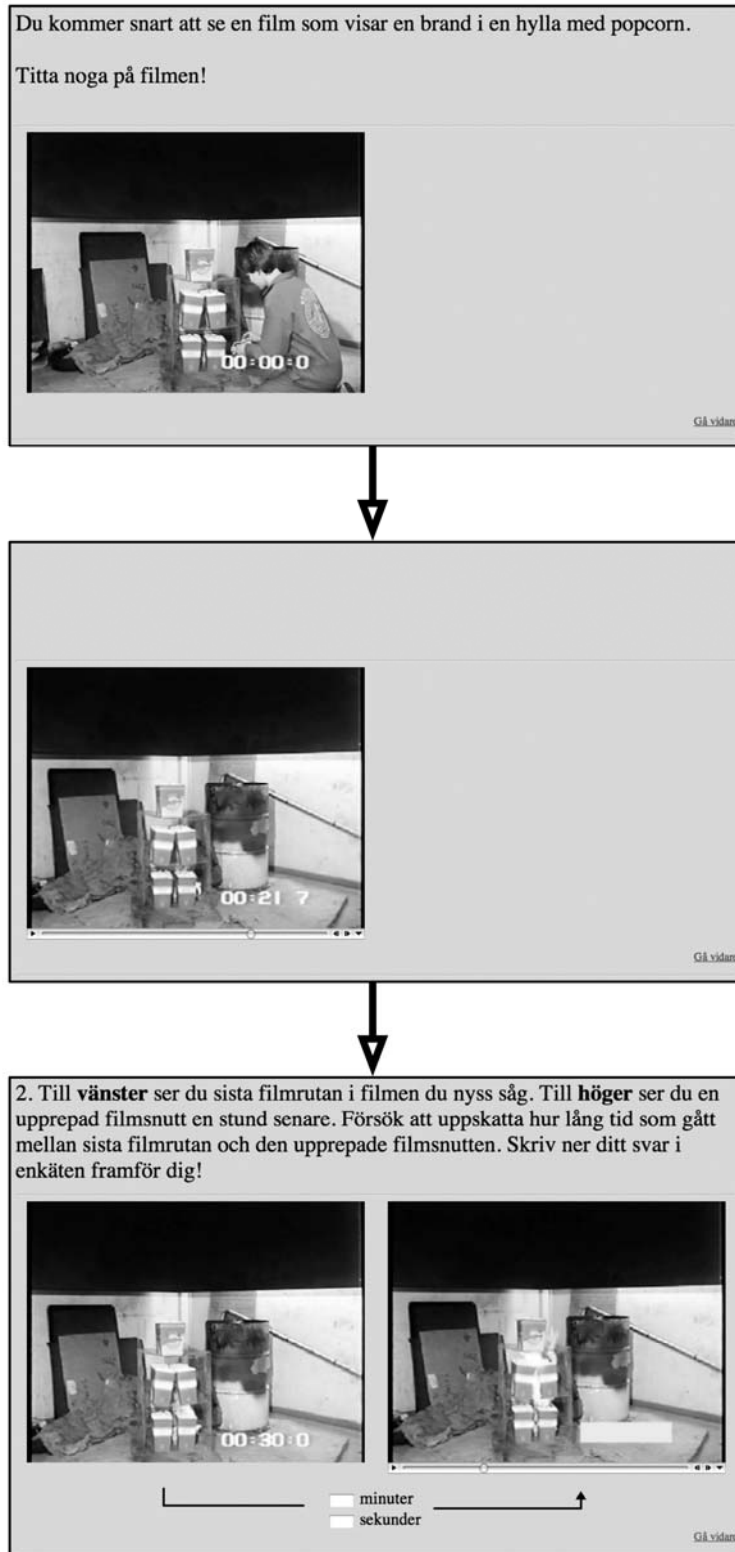 Du kommer snart att se en film som visar en brand i en hylla med popcorn.
Titta noga på filmen!
00:00:0
Gå vidare
00:21 7
Gå vidare
2. Till vänster ser du sista filmrutan i filmen du nyss såg. Till höger ser du en
upprepad filmsnutt en stund senare. Försök att uppskatta hur lång tid som gått
mellan sista filmrutan och den upprepade filmsnutten. Skriv ner ditt svar i
enkäten framför dig!
00:30:0
minuter
sekunder
Gå vidare